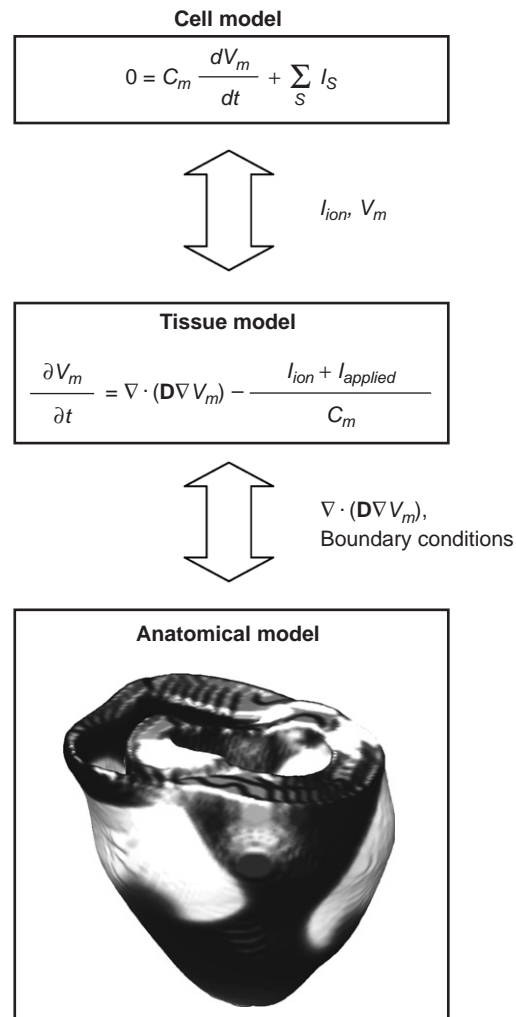 Cell model
0 = C_m dV_m/dt + ∑_S I_S
I_ion, V_m
Tissue model
∂V_m/∂t = ∇ · (D∇V_m) − (I_ion + I_applied)/C_m
∇ · (D∇V_m),
Boundary conditions
Anatomical model